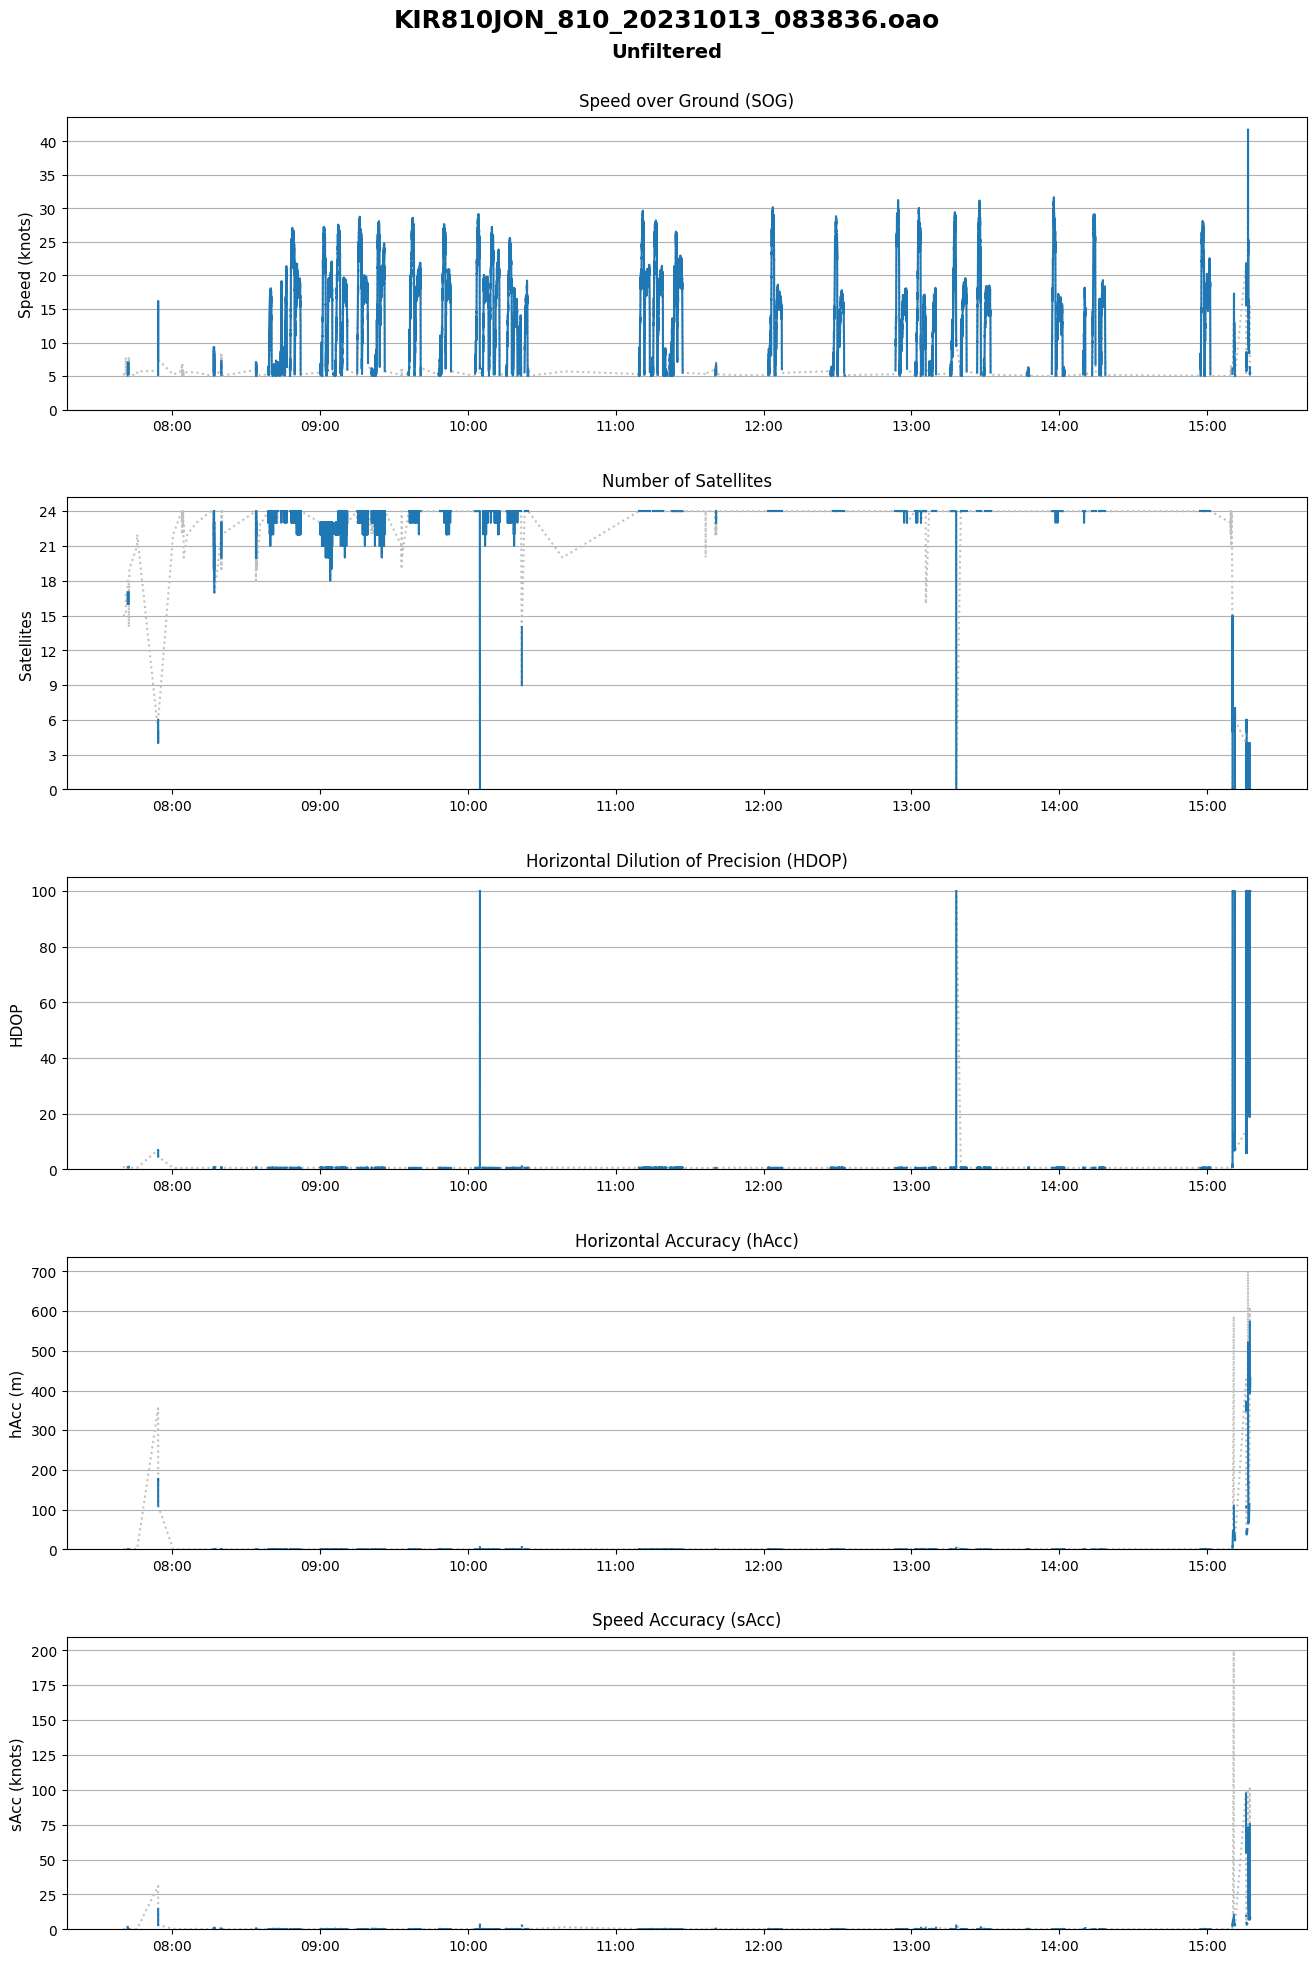 KIR810JON_810_20231013_083836.oao
Unfiltered
Speed over Ground (SOG)
Speed (knots)
40
35
30
25
20
15
10
5
0
08:00 09:00 10:00 11:00 12:00 13:00 14:00 15:00
Number of Satellites
Satellites
24
21
18
15
12
9
6
3
0
08:00 09:00 10:00 11:00 12:00 13:00 14:00 15:00
Horizontal Dilution of Precision (HDOP)
HDOP
100
80
60
40
20
0
08:00 09:00 10:00 11:00 12:00 13:00 14:00 15:00
Horizontal Accuracy (hAcc)
hAcc (m)
700
600
500
400
300
200
100
0
08:00 09:00 10:00 11:00 12:00 13:00 14:00 15:00
Speed Accuracy (sAcc)
sAcc (knots)
200
175
150
125
100
75
50
25
0
08:00 09:00 10:00 11:00 12:00 13:00 14:00 15:00